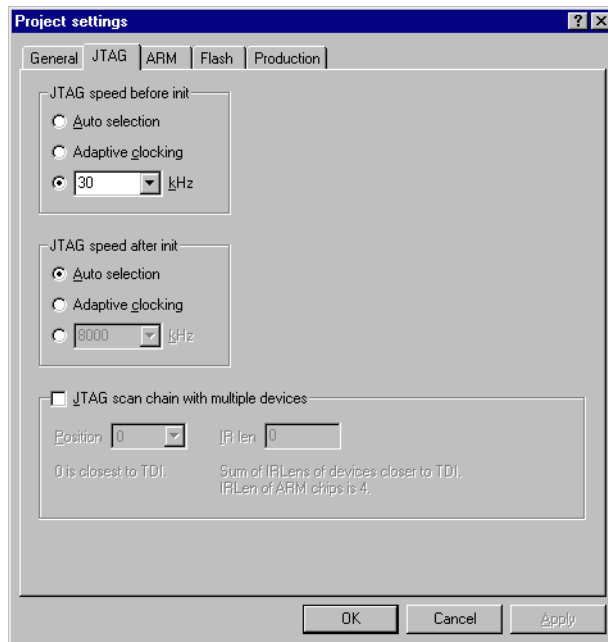 Project settings
General JTAG ARM Flash Production
JTAG speed before init
Auto selection
Adaptive clocking
30 kHz
JTAG speed after init
Auto selection
Adaptive clocking
8000 kHz
JTAG scan chain with multiple devices
Position 0 IR len 0
0 is closest to TDI. Sum of IRLens of devices closer to TDI.
IRLen of ARM chips is 4.
OK Cancel Apply